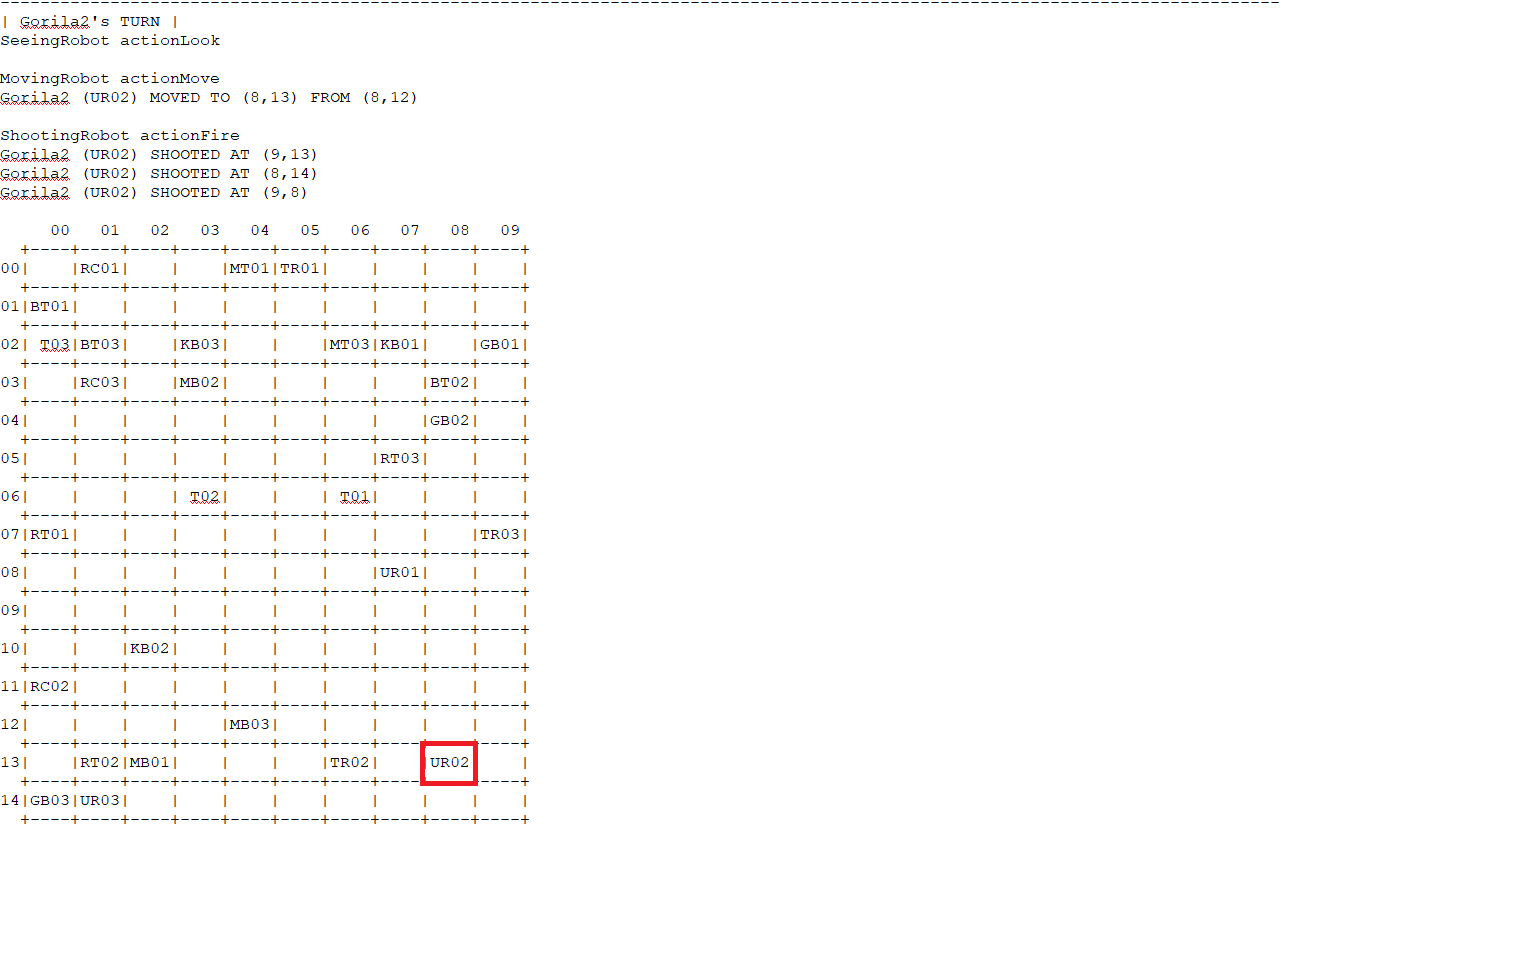 --------------------------------------------------------------------------------------------------------------------------------
| Gorila2's TURN |
SeeingRobot actionLook
MovingRobot actionMove
Gorila2 (UR02) MOVED TO (8,13) FROM (8,12)
ShootingRobot actionFire
Gorila2 (UR02) SHOOTED AT (9,13)
Gorila2 (UR02) SHOOTED AT (8,14)
Gorila2 (UR02) SHOOTED AT (9,8)
     00   01   02   03   04   05   06   07   08   09
  +----+----+----+----+----+----+----+----+----+----+
00|    |RC01|    |    |MT01|TR01|    |    |    |    |
  +----+----+----+----+----+----+----+----+----+----+
01|BT01|    |    |    |    |    |    |    |    |    |
  +----+----+----+----+----+----+----+----+----+----+
02| T03|BT03|    |KB03|    |    |MT03|KB01|    |GB01|
  +----+----+----+----+----+----+----+----+----+----+
03|    |RC03|    |MB02|    |    |    |    |BT02|    |
  +----+----+----+----+----+----+----+----+----+----+
04|    |    |    |    |    |    |    |    |GB02|    |
  +----+----+----+----+----+----+----+----+----+----+
05|    |    |    |    |    |    |    |RT03|    |    |
  +----+----+----+----+----+----+----+----+----+----+
06|    |    |    | T02|    |    | T01|    |    |    |
  +----+----+----+----+----+----+----+----+----+----+
07|RT01|    |    |    |    |    |    |    |    |TR03|
  +----+----+----+----+----+----+----+----+----+----+
08|    |    |    |    |    |    |    |UR01|    |    |
  +----+----+----+----+----+----+----+----+----+----+
09|    |    |    |    |    |    |    |    |    |    |
  +----+----+----+----+----+----+----+----+----+----+
10|    |    |KB02|    |    |    |    |    |    |    |
  +----+----+----+----+----+----+----+----+----+----+
11|RC02|    |    |    |    |    |    |    |    |    |
  +----+----+----+----+----+----+----+----+----+----+
12|    |    |    |    |MB03|    |    |    |    |    |
  +----+----+----+----+----+----+----+----+----+----+
13|    |RT02|MB01|    |    |    |TR02|    |UR02|    |
  +----+----+----+----+----+----+----+----+----+----+
14|GB03|UR03|    |    |    |    |    |    |    |    |
  +----+----+----+----+----+----+----+----+----+----+